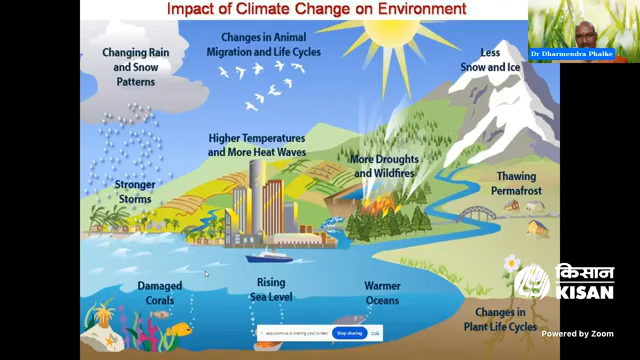 Impact of Climate Change on Environment
Dr Dharmendra Phalke
Changing Rain
and Snow
Patterns
Changes in Animal
Migration and Life Cycles
Less
Snow and Ice
Higher Temperatures
and More Heat Waves
More Droughts
and Wildfires
Stronger
Storms
Thawing
Permafrost
Damaged
Corals
Rising
Sea Level
Warmer
Oceans
Changes in
Plant Life Cycles
किसान
KISAN
Stop sharing
Hide
Powered by Zoom